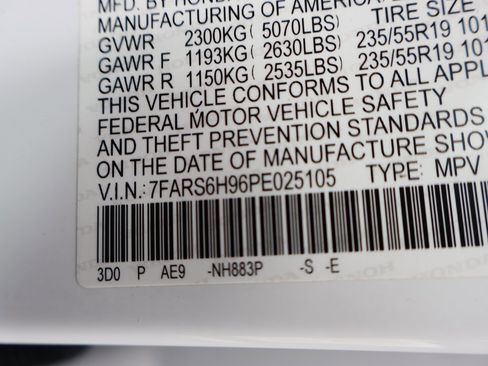 MFD. BY HONDA
MANUFACTURING OF AMERICA,
TIRE SIZE
GVWR 2300KG( 5070LBS)
GAWR F 1193KG( 2630LBS) 235/55R19 101
GAWR R 1150KG( 2535LBS) 235/55R19 101
THIS VEHICLE CONFORMS TO ALL APPL
FEDERAL MOTOR VEHICLE SAFETY
AND THEFT PREVENTION STANDARDS
ON THE DATE OF MANUFACTURE
V.I.N.:7FARS6H96PE025105 TYPE: MPV
3D0 P AE9 -NH883P -S -E